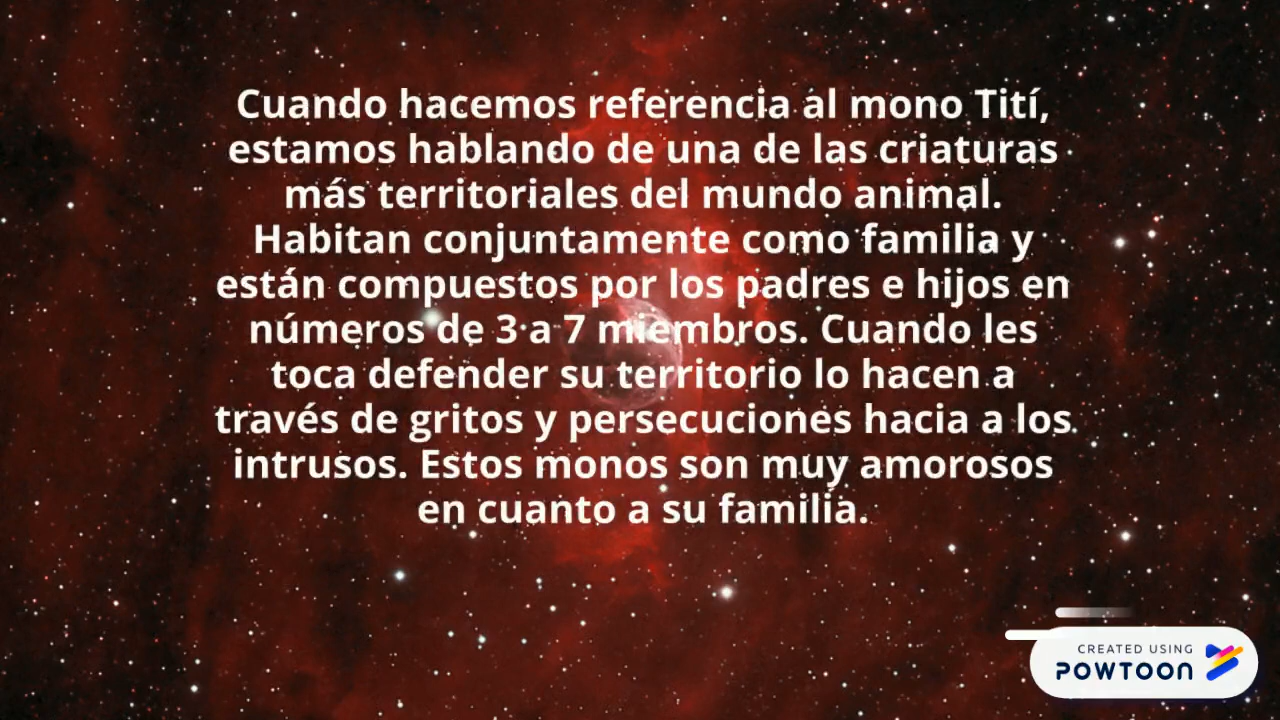 Cuando hacemos referencia al mono Tití,
estamos hablando de una de las criaturas
más territoriales del mundo animal.
Habitan conjuntamente como familia y
están compuestos por los padres e hijos en
números de 3 a 7 miembros. Cuando les
toca defender su territorio lo hacen a
través de gritos y persecuciones hacia a los
intrusos. Estos monos son muy amorosos
en cuanto a su familia.
CREATED USING
POWTOON